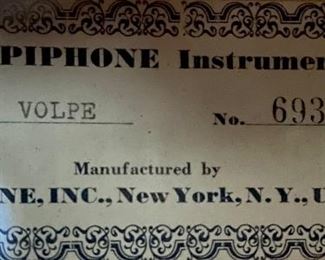 PIPHONE Instrumen
VOLPE No. 693
Manufactured by
NE, INC., New York, N. Y., U